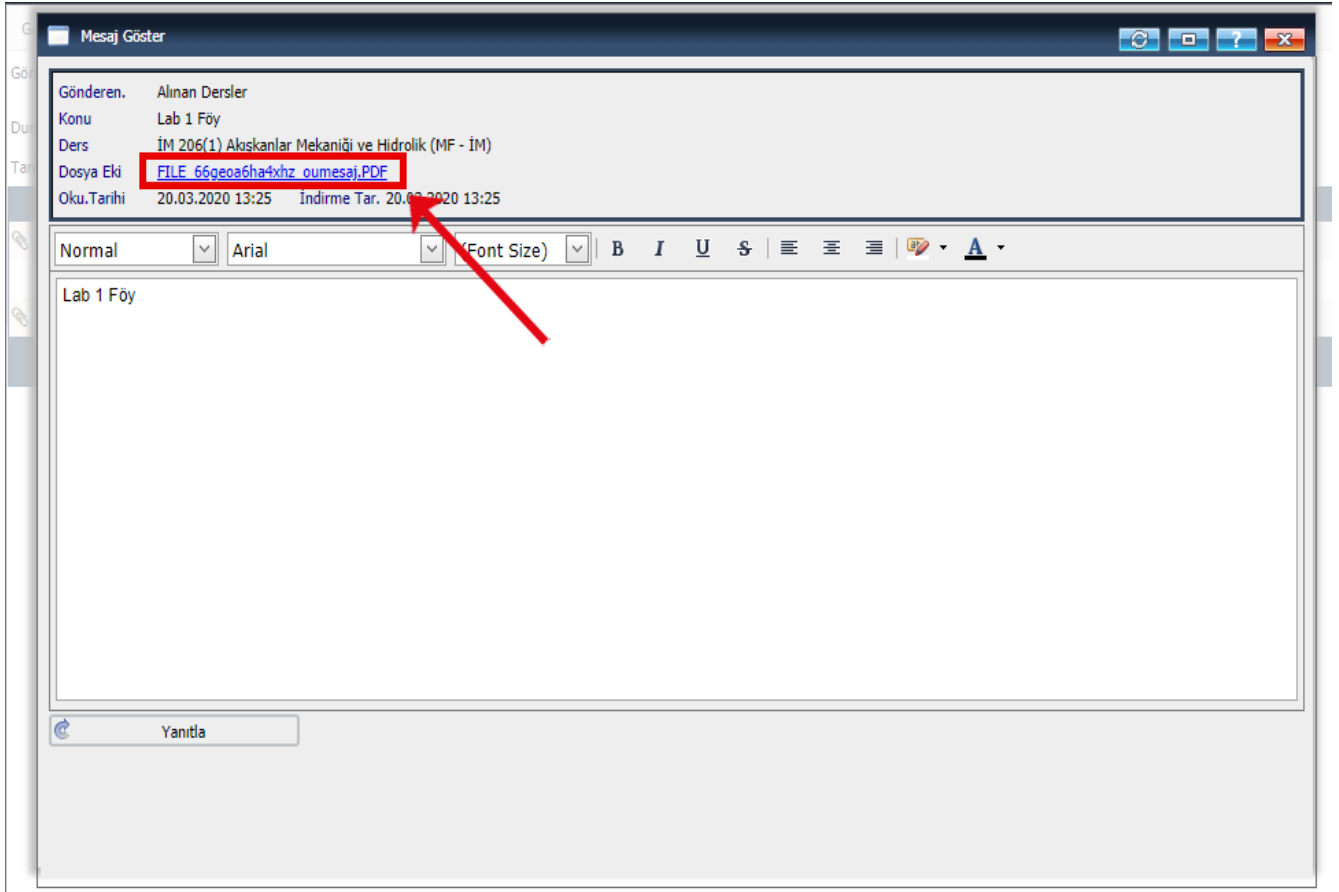 Mesaj Göster
Gönderen. Alınan Dersler
Konu Lab 1 Föy
Ders İM 206(1) Akışkanlar Mekaniği ve Hidrolik (MF - İM)
Dosya Eki FILE_66geoa6ha4xhz_oumesaj.PDF
Oku.Tarihi 20.03.2020 13:25 İndirme Tar. 20.03.2020 13:25
Normal Arial (Font Size) B I U S A
Lab 1 Föy
Yanıtla